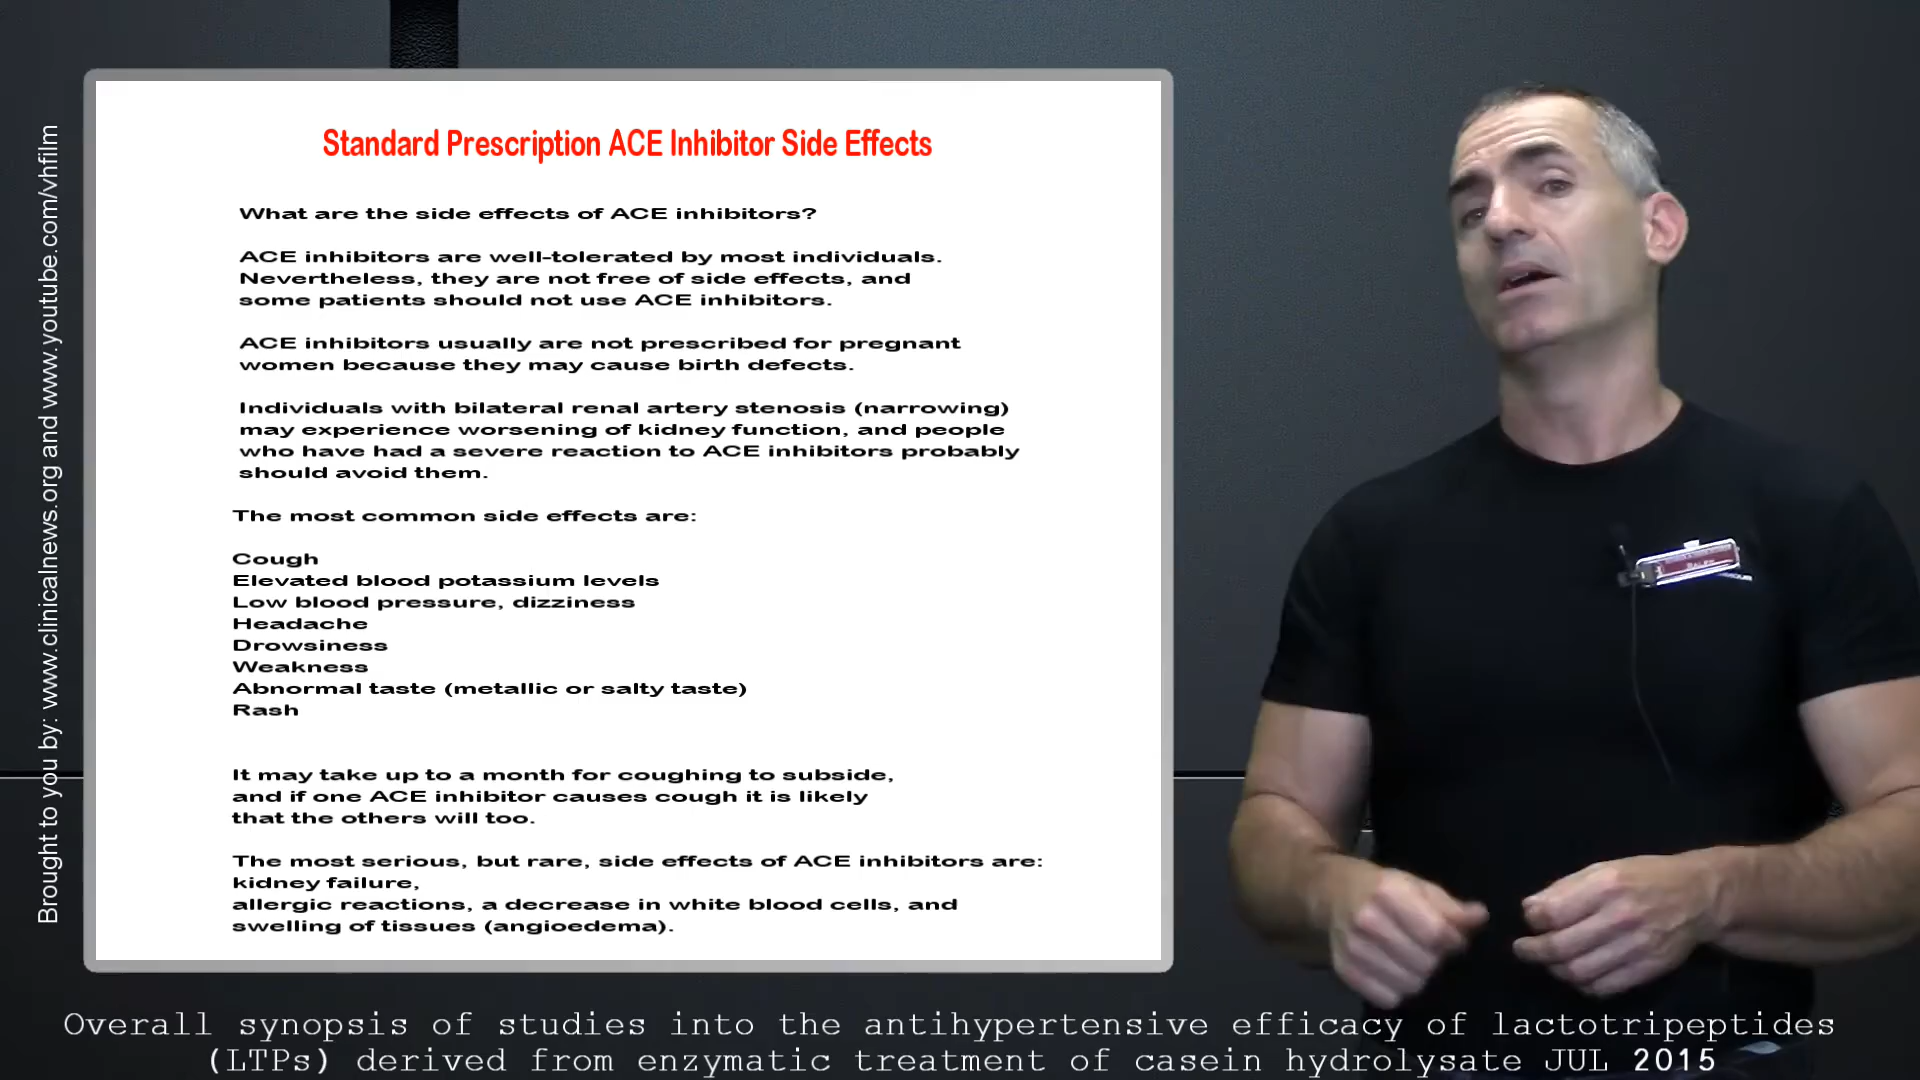 Brought to you by: www.clinicalnews.org and www.youtube.com/vhfilm
Standard Prescription ACE Inhibitor Side Effects
What are the side effects of ACE inhibitors?
ACE inhibitors are well-tolerated by most individuals.
Nevertheless, they are not free of side effects, and
some patients should not use ACE inhibitors.
ACE inhibitors usually are not prescribed for pregnant
women because they may cause birth defects.
Individuals with bilateral renal artery stenosis (narrowing)
may experience worsening of kidney function, and people
who have had a severe reaction to ACE inhibitors probably
should avoid them.
The most common side effects are:
Cough
Elevated blood potassium levels
Low blood pressure, dizziness
Headache
Drowsiness
Weakness
Abnormal taste (metallic or salty taste)
Rash
It may take up to a month for coughing to subside,
and if one ACE inhibitor causes cough it is likely
that the others will too.
The most serious, but rare, side effects of ACE inhibitors are:
kidney failure,
allergic reactions, a decrease in white blood cells, and
swelling of tissues (angioedema).
Overall synopsis of studies into the antihypertensive efficacy of lactotripeptides
(LTPs) derived from enzymatic treatment of casein hydrolysate JUL 2015